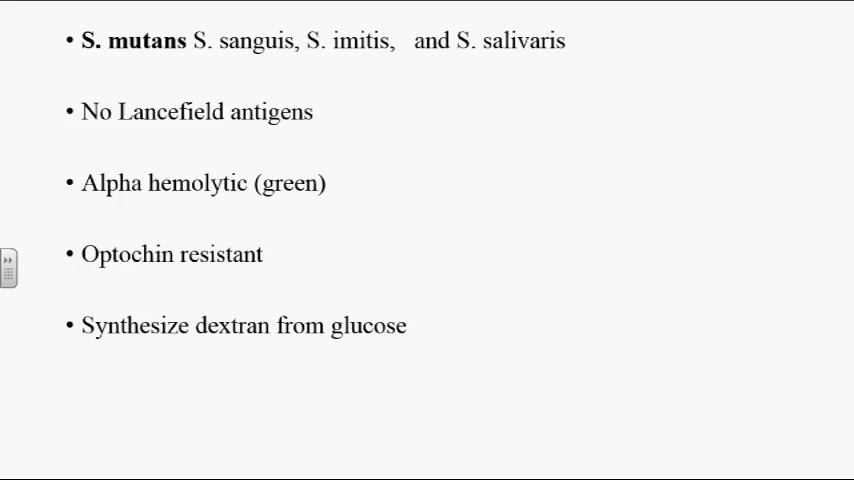 • S. mutans S. sanguis, S. imitis, and S. salivaris
• No Lancefield antigens
• Alpha hemolytic (green)
• Optochin resistant
• Synthesize dextran from glucose